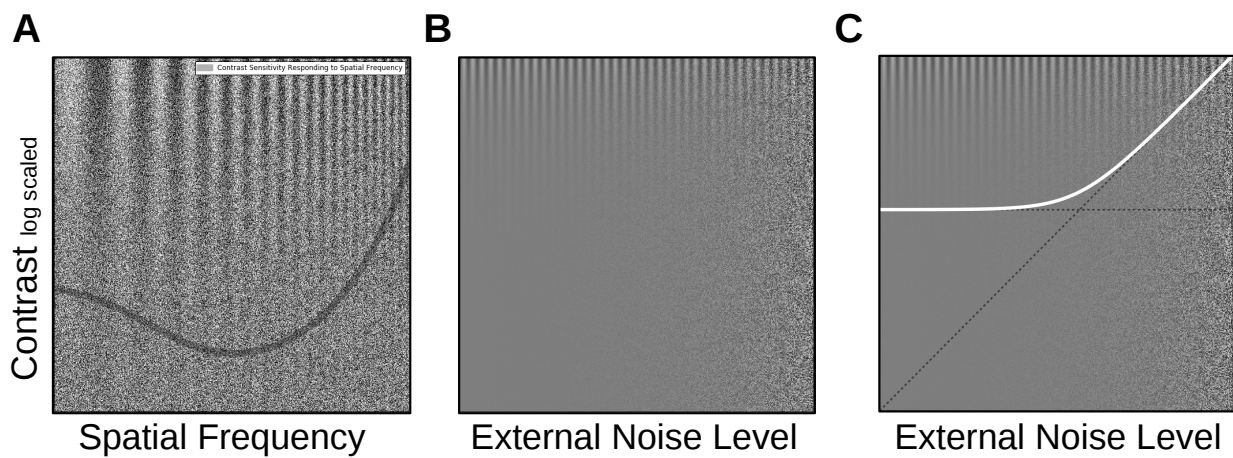 A
B
C
Contrast Sensitivity Responding to Spatial Frequency
Contrast log scaled
Spatial Frequency
External Noise Level
External Noise Level